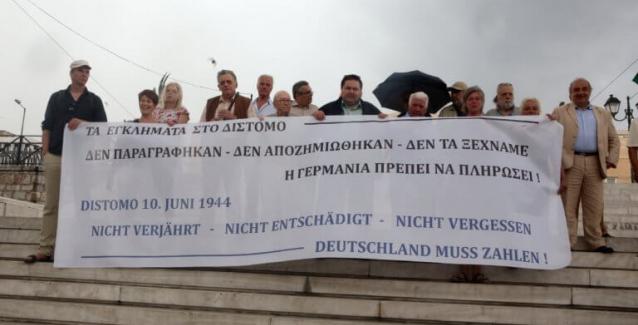 ΤΑ ΕΓΚΛΗΜΑΤΑ ΣΤΟ ΔΙΣΤΟΜΟ
ΔΕΝ ΠΑΡΑΓΡΑΦΗΚΑΝ - ΔΕΝ ΑΠΟΖΗΜΙΩΘΗΚΑΝ - ΔΕΝ ΤΑ ΞΕΧΝΑΜΕ
Η ΓΕΡΜΑΝΙΑ ΠΡΕΠΕΙ ΝΑ ΠΛΗΡΩΣΕΙ !
DISTOMO 10. JUNI 1944
NICHT VERJÄHRT - NICHT ENTSCHÄDIGT - NICHT VERGESSEN
DEUTSCHLAND MUSS ZAHLEN !